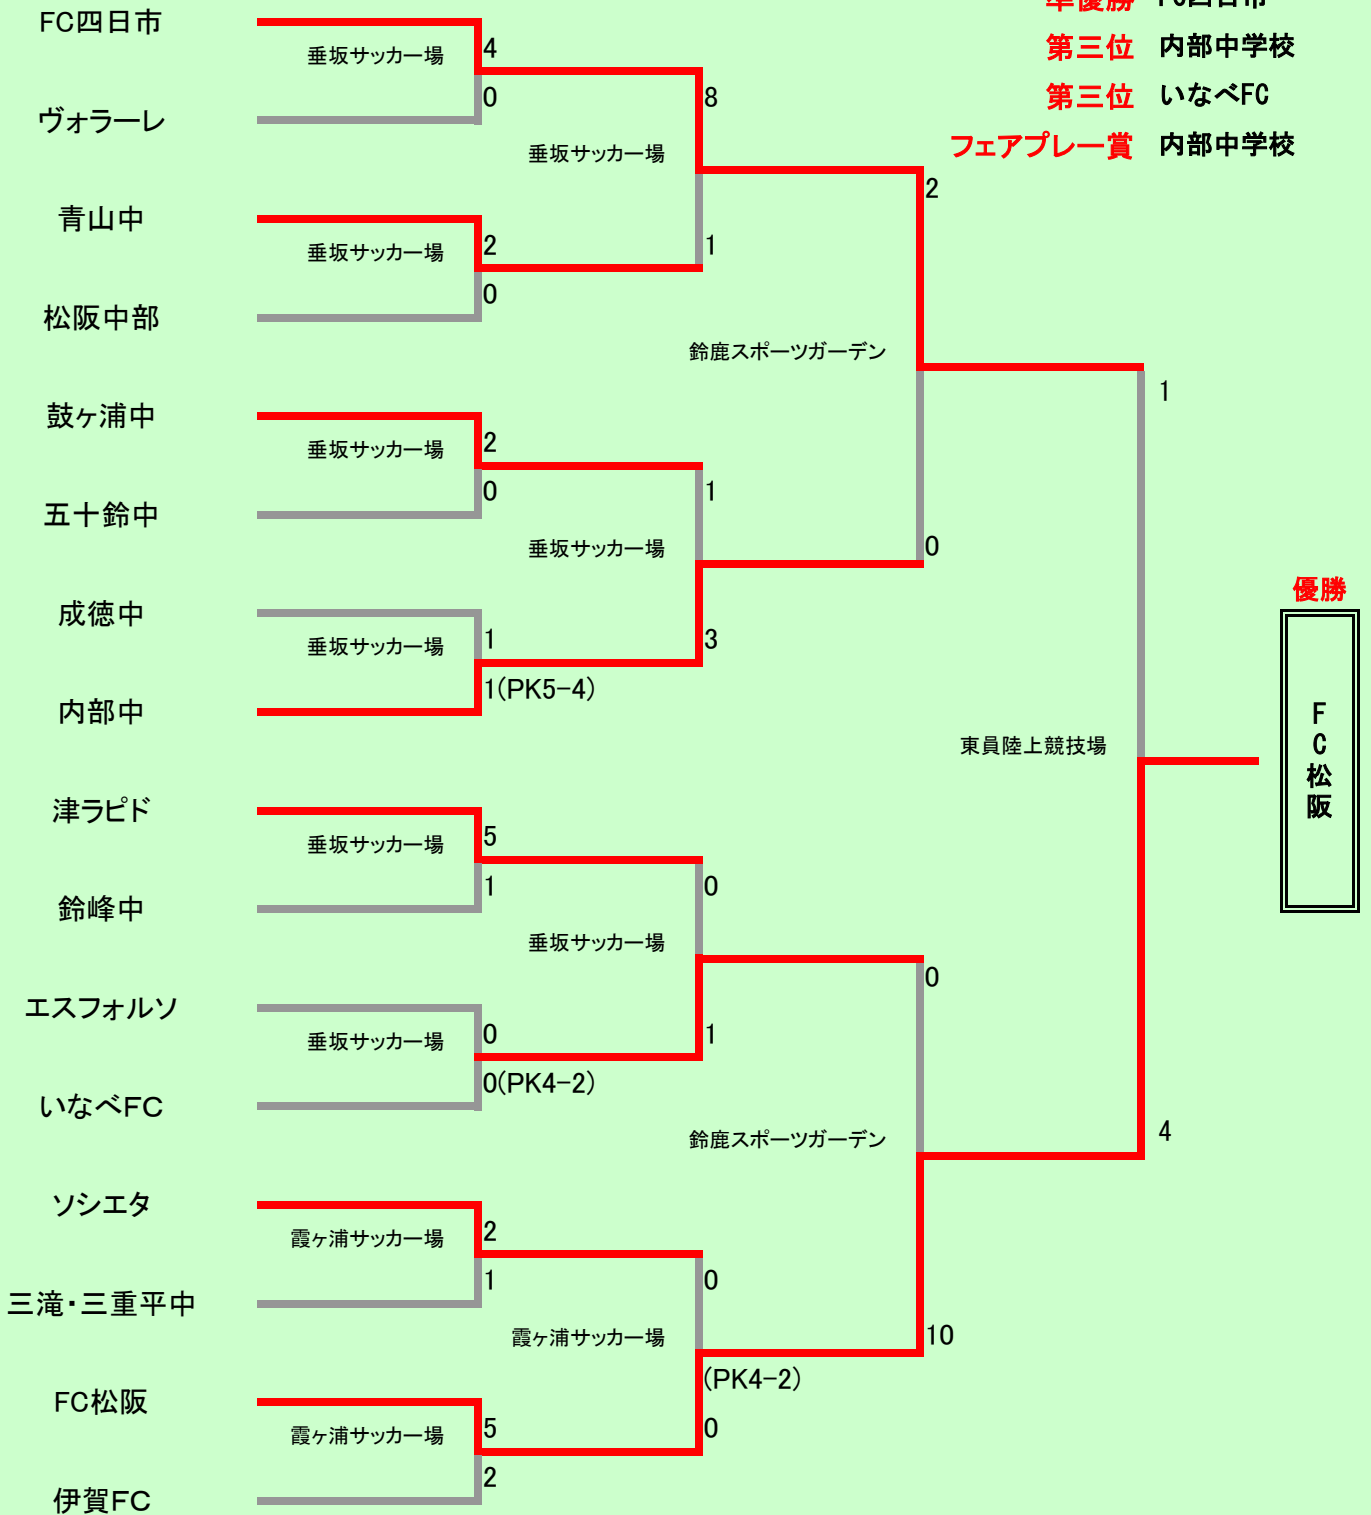 準優勝 FC四日市
第三位 内部中学校
第三位 いなべFC
フェアプレー賞 内部中学校
FC四日市
垂坂サッカー場
4
0
ヴォラーレ
8
垂坂サッカー場
1
青山中
垂坂サッカー場
2
0
松阪中部
2
鈴鹿スポーツガーデン
0
鼓ヶ浦中
垂坂サッカー場
2
0
五十鈴中
1
垂坂サッカー場
3
成徳中
垂坂サッカー場
1
1(PK5-4)
内部中
1
東員陸上競技場
4
優勝
FC松阪
津ラピド
垂坂サッカー場
5
1
鈴峰中
0
垂坂サッカー場
1
エスフォルソ
垂坂サッカー場
0
0(PK4-2)
いなべFC
0
鈴鹿スポーツガーデン
10
ソシエタ
霞ヶ浦サッカー場
2
1
三滝・三重平中
0
霞ヶ浦サッカー場
(PK4-2)
0
FC松阪
霞ヶ浦サッカー場
5
2
伊賀FC